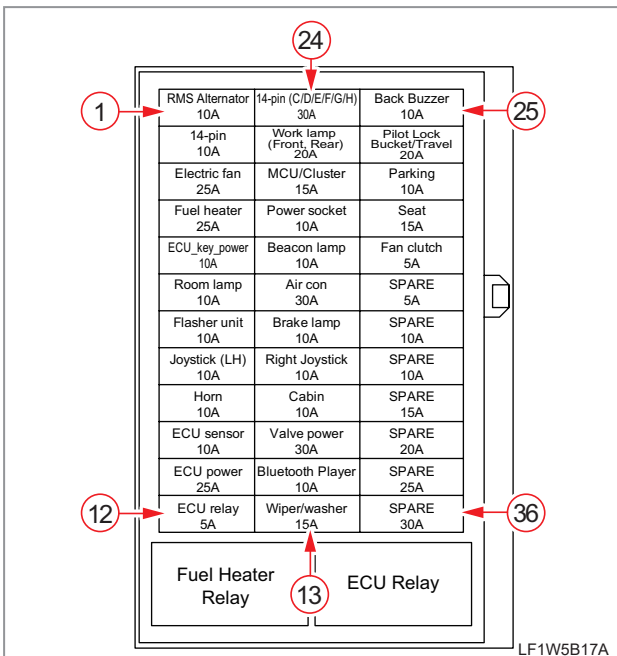 24
1
25
RMS Alternator
10A
14-pin (C/D/E/F/G/H)
30A
Back Buzzer
10A
14-pin
10A
Work lamp
(Front, Rear)
20A
Pilot Lock
Bucket/Travel
20A
Electric fan
25A
MCU/Cluster
15A
Parking
10A
Fuel heater
25A
Power socket
10A
Seat
15A
ECU_key_power
10A
Beacon lamp
10A
Fan clutch
5A
Room lamp
10A
Air con
30A
SPARE
5A
Flasher unit
10A
Brake lamp
10A
SPARE
10A
Joystick (LH)
10A
Right Joystick
10A
SPARE
10A
Horn
10A
Cabin
10A
SPARE
15A
ECU sensor
10A
Valve power
30A
SPARE
20A
ECU power
25A
Bluetooth Player
10A
SPARE
25A
ECU relay
5A
Wiper/washer
15A
SPARE
30A
12
36
Fuel Heater
Relay
13
ECU Relay
LF1W5B17A